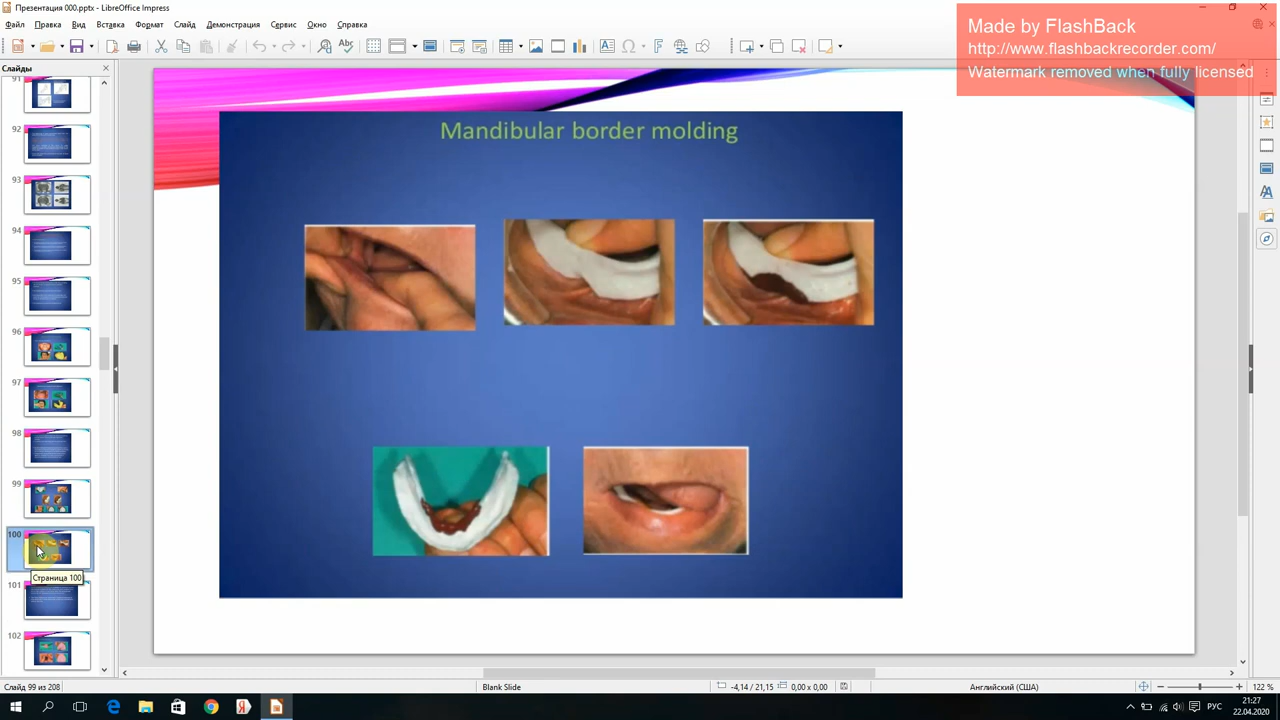 Презентация 000.pptx - LibreOffice Impress
Файл Правка Вид Вставка Формат Слайд Демонстрация Сервис Окно Справка
Made by FlashBack
http://www.flashbackrecorder.com/
Watermark removed when fully licensed
Слайды
91
92
93
94
95
96
97
98
99
100
Страница 100
101
102
Mandibular border molding
Слайд 99 из 208
Blank Slide
-4,14 / 21,15
0,00 x 0,00
Английский (США)
122 %
РУС
21:27
22.04.2020